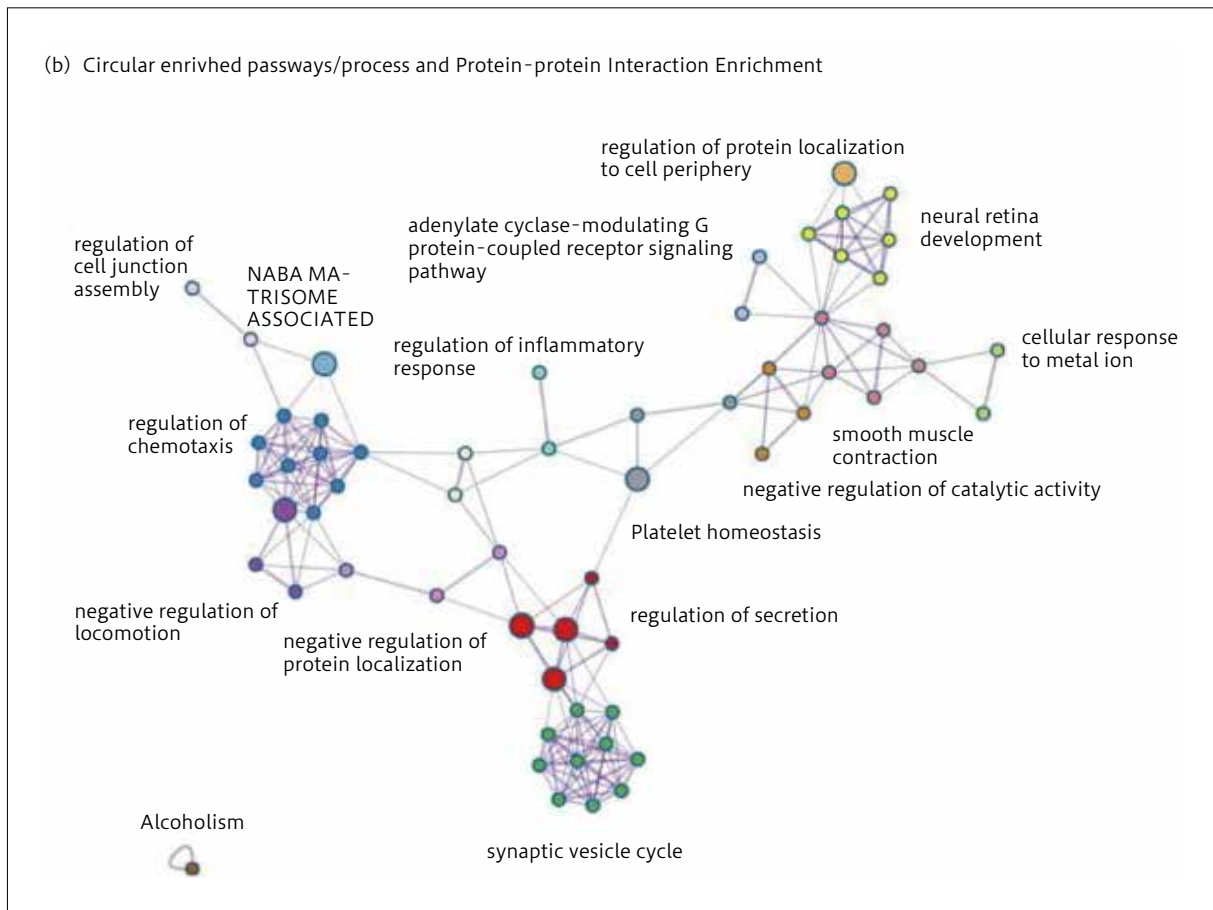 (b) Circular enrivhed passways/process and Protein-protein Interaction Enrichment
regulation of protein localization
to cell periphery
adenylate cyclase-modulating G
protein-coupled receptor signaling
pathway
neural retina
development
regulation of
cell junction
assembly
NABA MA-
TRISOME
ASSOCIATED
regulation of inflammatory
response
cellular response
to metal ion
regulation of
chemotaxis
smooth muscle
contraction
negative regulation of catalytic activity
Platelet homeostasis
negative regulation of
locomotion
negative regulation of
protein localization
regulation of secretion
Alcoholism
synaptic vesicle cycle